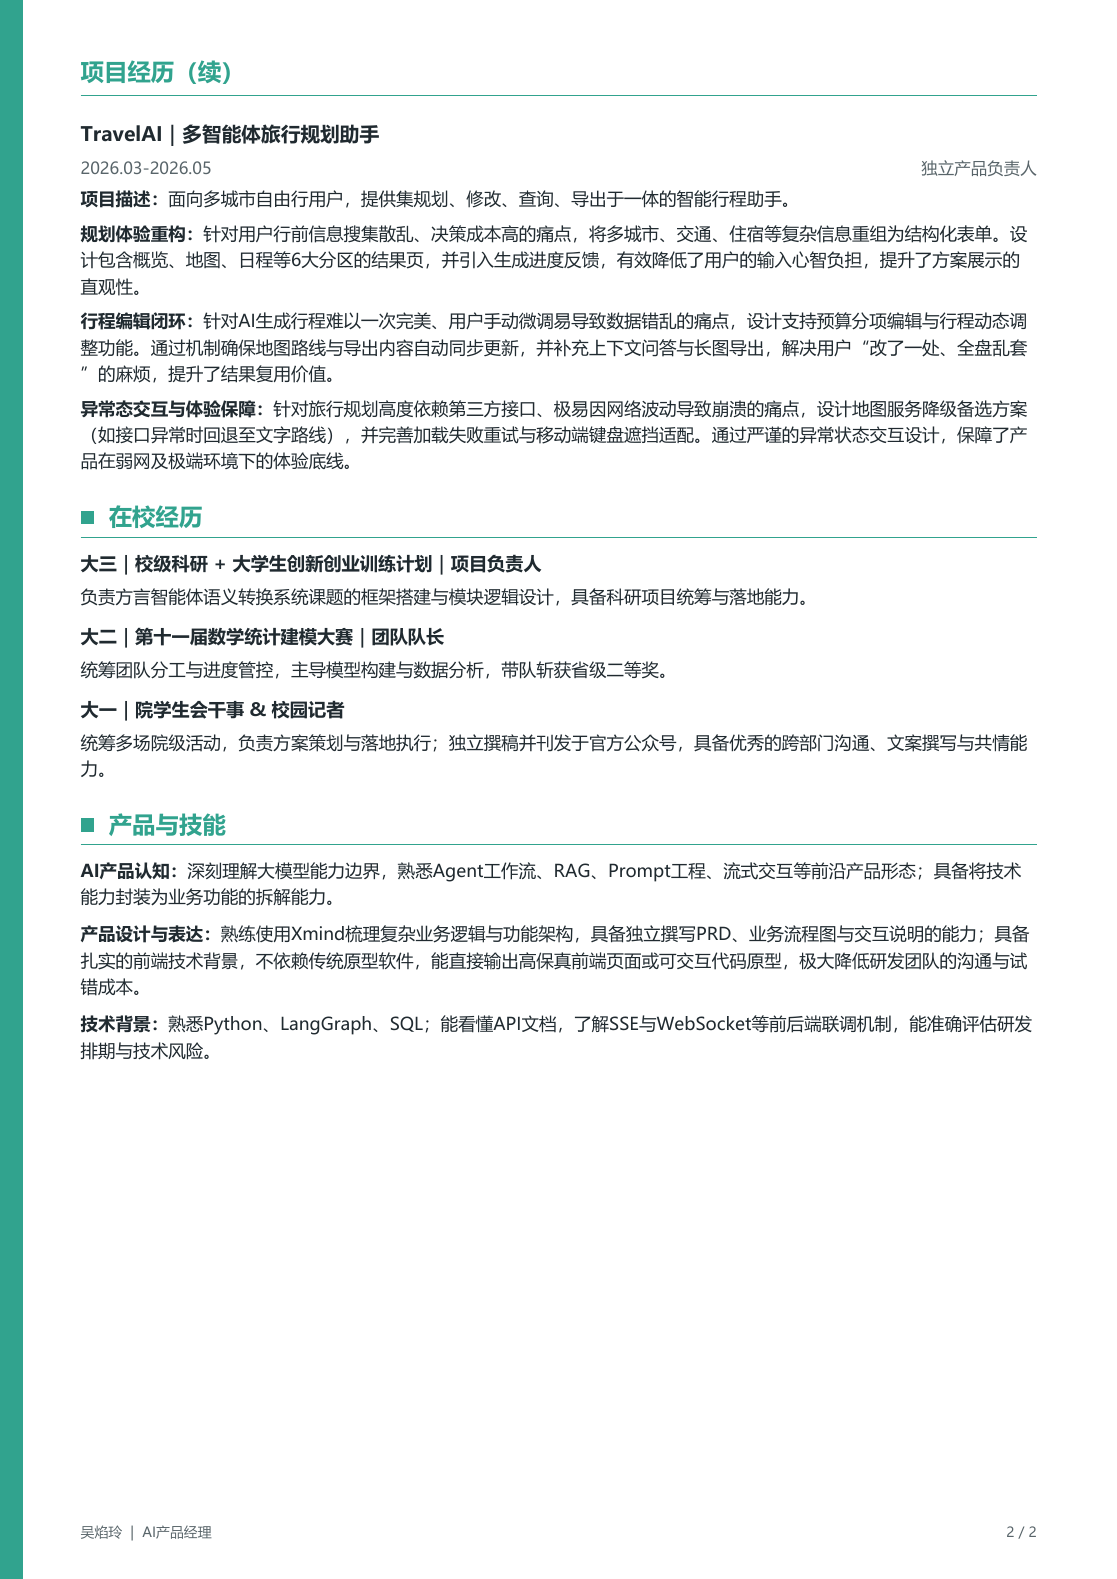 项目经历（续）
TravelAI｜多智能体旅行规划助手
2026.03-2026.05
独立产品负责人
项目描述：面向多城市自由行用户，提供集规划、修改、查询、导出于一体的智能行程助手。
规划体验重构：针对用户行前信息搜集散乱、决策成本高的痛点，将多城市、交通、住宿等复杂信息重组为结构化表单。设
计包含概览、地图、日程等6大分区的结果页，并引入生成进度反馈，有效降低了用户的输入心智负担，提升了方案展示的
直观性。
行程编辑闭环：针对AI生成行程难以一次完美、用户手动微调易导致数据错乱的痛点，设计支持预算分项编辑与行程动态调
整功能。通过机制确保地图路线与导出内容自动同步更新，并补充上下文问答与长图导出，解决用户“改了一处、全盘乱套
”的麻烦，提升了结果复用价值。
异常态交互与体验保障：针对旅行规划高度依赖第三方接口、极易因网络波动导致崩溃的痛点，设计地图服务降级备选方案
（如接口异常时回退至文字路线），并完善加载失败重试与移动端键盘遮挡适配。通过严谨的异常状态交互设计，保障了产
品在弱网及极端环境下的体验底线。
在校经历
大三｜校级科研 + 大学生创新创业训练计划｜项目负责人
负责方言智能体语义转换系统课题的框架搭建与模块逻辑设计，具备科研项目统筹与落地能力。
大二｜第十一届数学统计建模大赛｜团队队长
统筹团队分工与进度管控，主导模型构建与数据分析，带队斩获省级二等奖。
大一｜院学生会干事 & 校园记者
统筹多场院级活动，负责方案策划与落地执行；独立撰稿并刊发于官方公众号，具备优秀的跨部门沟通、文案撰写与共情能
力。
产品与技能
AI产品认知：深刻理解大模型能力边界，熟悉Agent工作流、RAG、Prompt工程、流式交互等前沿产品形态；具备将技术
能力封装为业务功能的拆解能力。
产品设计与表达：熟练使用Xmind梳理复杂业务逻辑与功能架构，具备独立撰写PRD、业务流程图与交互说明的能力；具备
扎实的前端技术背景，不依赖传统原型软件，能直接输出高保真前端页面或可交互代码原型，极大降低研发团队的沟通与试
错成本。
技术背景：熟悉Python、LangGraph、SQL；能看懂API文档，了解SSE与WebSocket等前后端联调机制，能准确评估研发
排期与技术风险。
吴焰玲｜AI产品经理
2 / 2